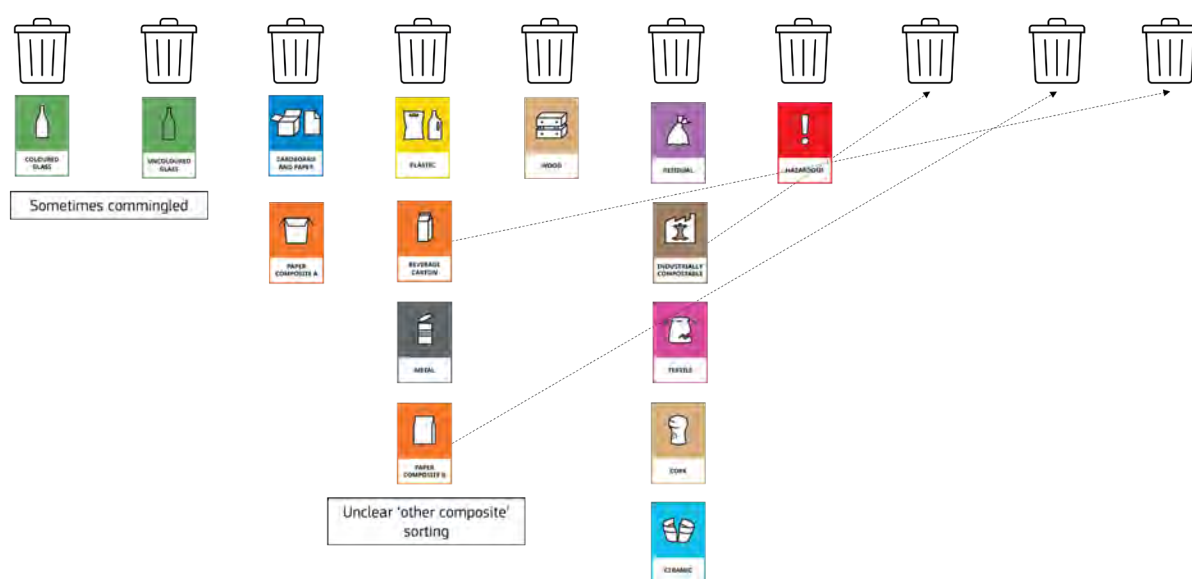 COLOURED
GLASS
UNCOLOURED
GLASS
CARDBOARD
AND PAPER
PLASTIC
WOOD
RESIDUAL
HAZARDOUS
Sometimes commingled
PAPER
COMPOSITE A
BEVERAGE
CARTON
INDUSTRIALLY
COMPOSTABLE
METAL
TEXTILE
PAPER
COMPOSITE B
CORK
Unclear ‘other composite’
sorting
CERAMIC